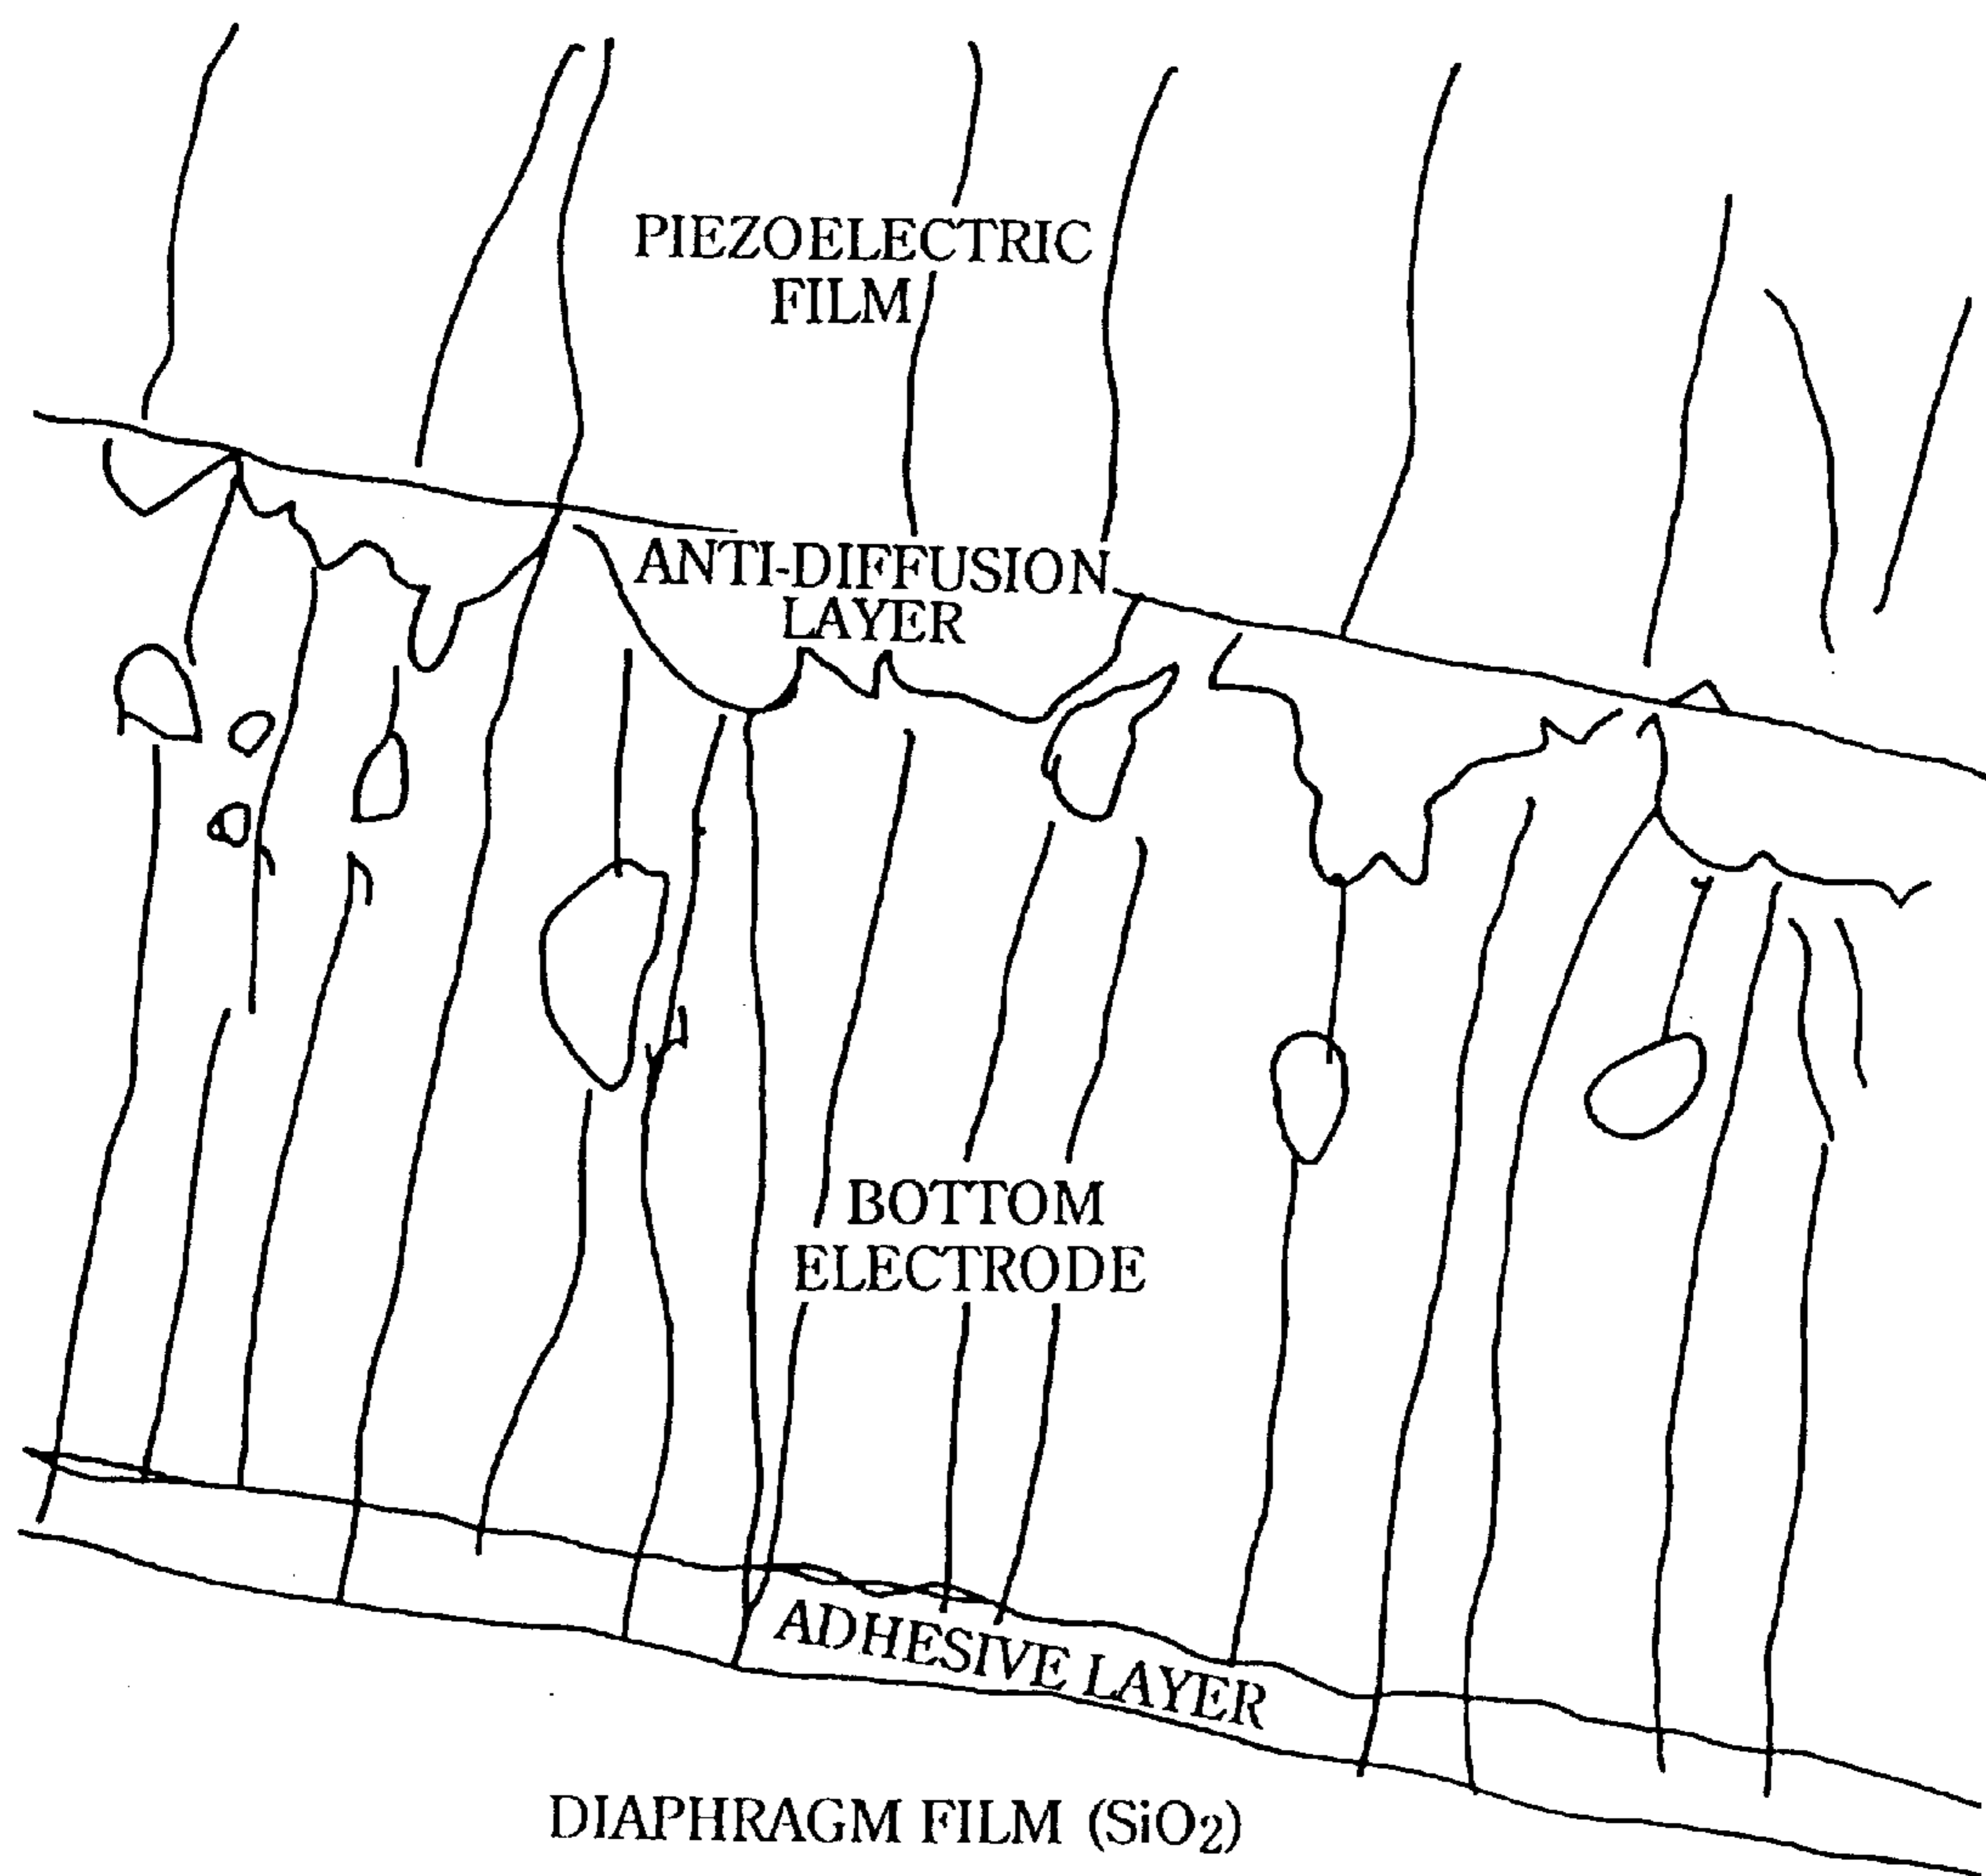 PIEZOELECTRIC
FILM
ANTI-DIFFUSION
LAYER
BOTTOM
ELECTRODE
ADHESIVE LAYER
DIAPHRAGM FILM (SiO₂)